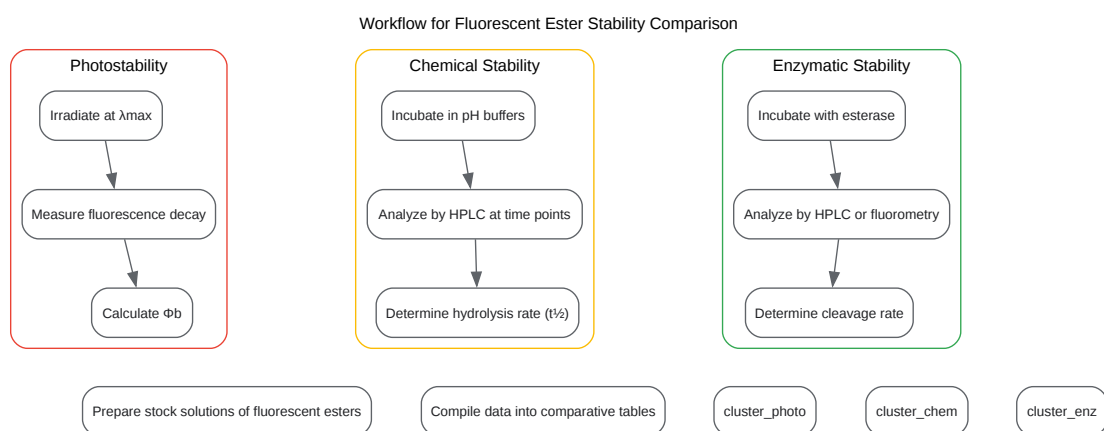 Workflow for Fluorescent Ester Stability Comparison
Photostability
Irradiate at λmax
Measure fluorescence decay
Calculate Φb
Chemical Stability
Incubate in pH buffers
Analyze by HPLC at time points
Determine hydrolysis rate (t½)
Enzymatic Stability
Incubate with esterase
Analyze by HPLC or fluorometry
Determine cleavage rate
Prepare stock solutions of fluorescent esters
Compile data into comparative tables
cluster_photo
cluster_chem
cluster_enz